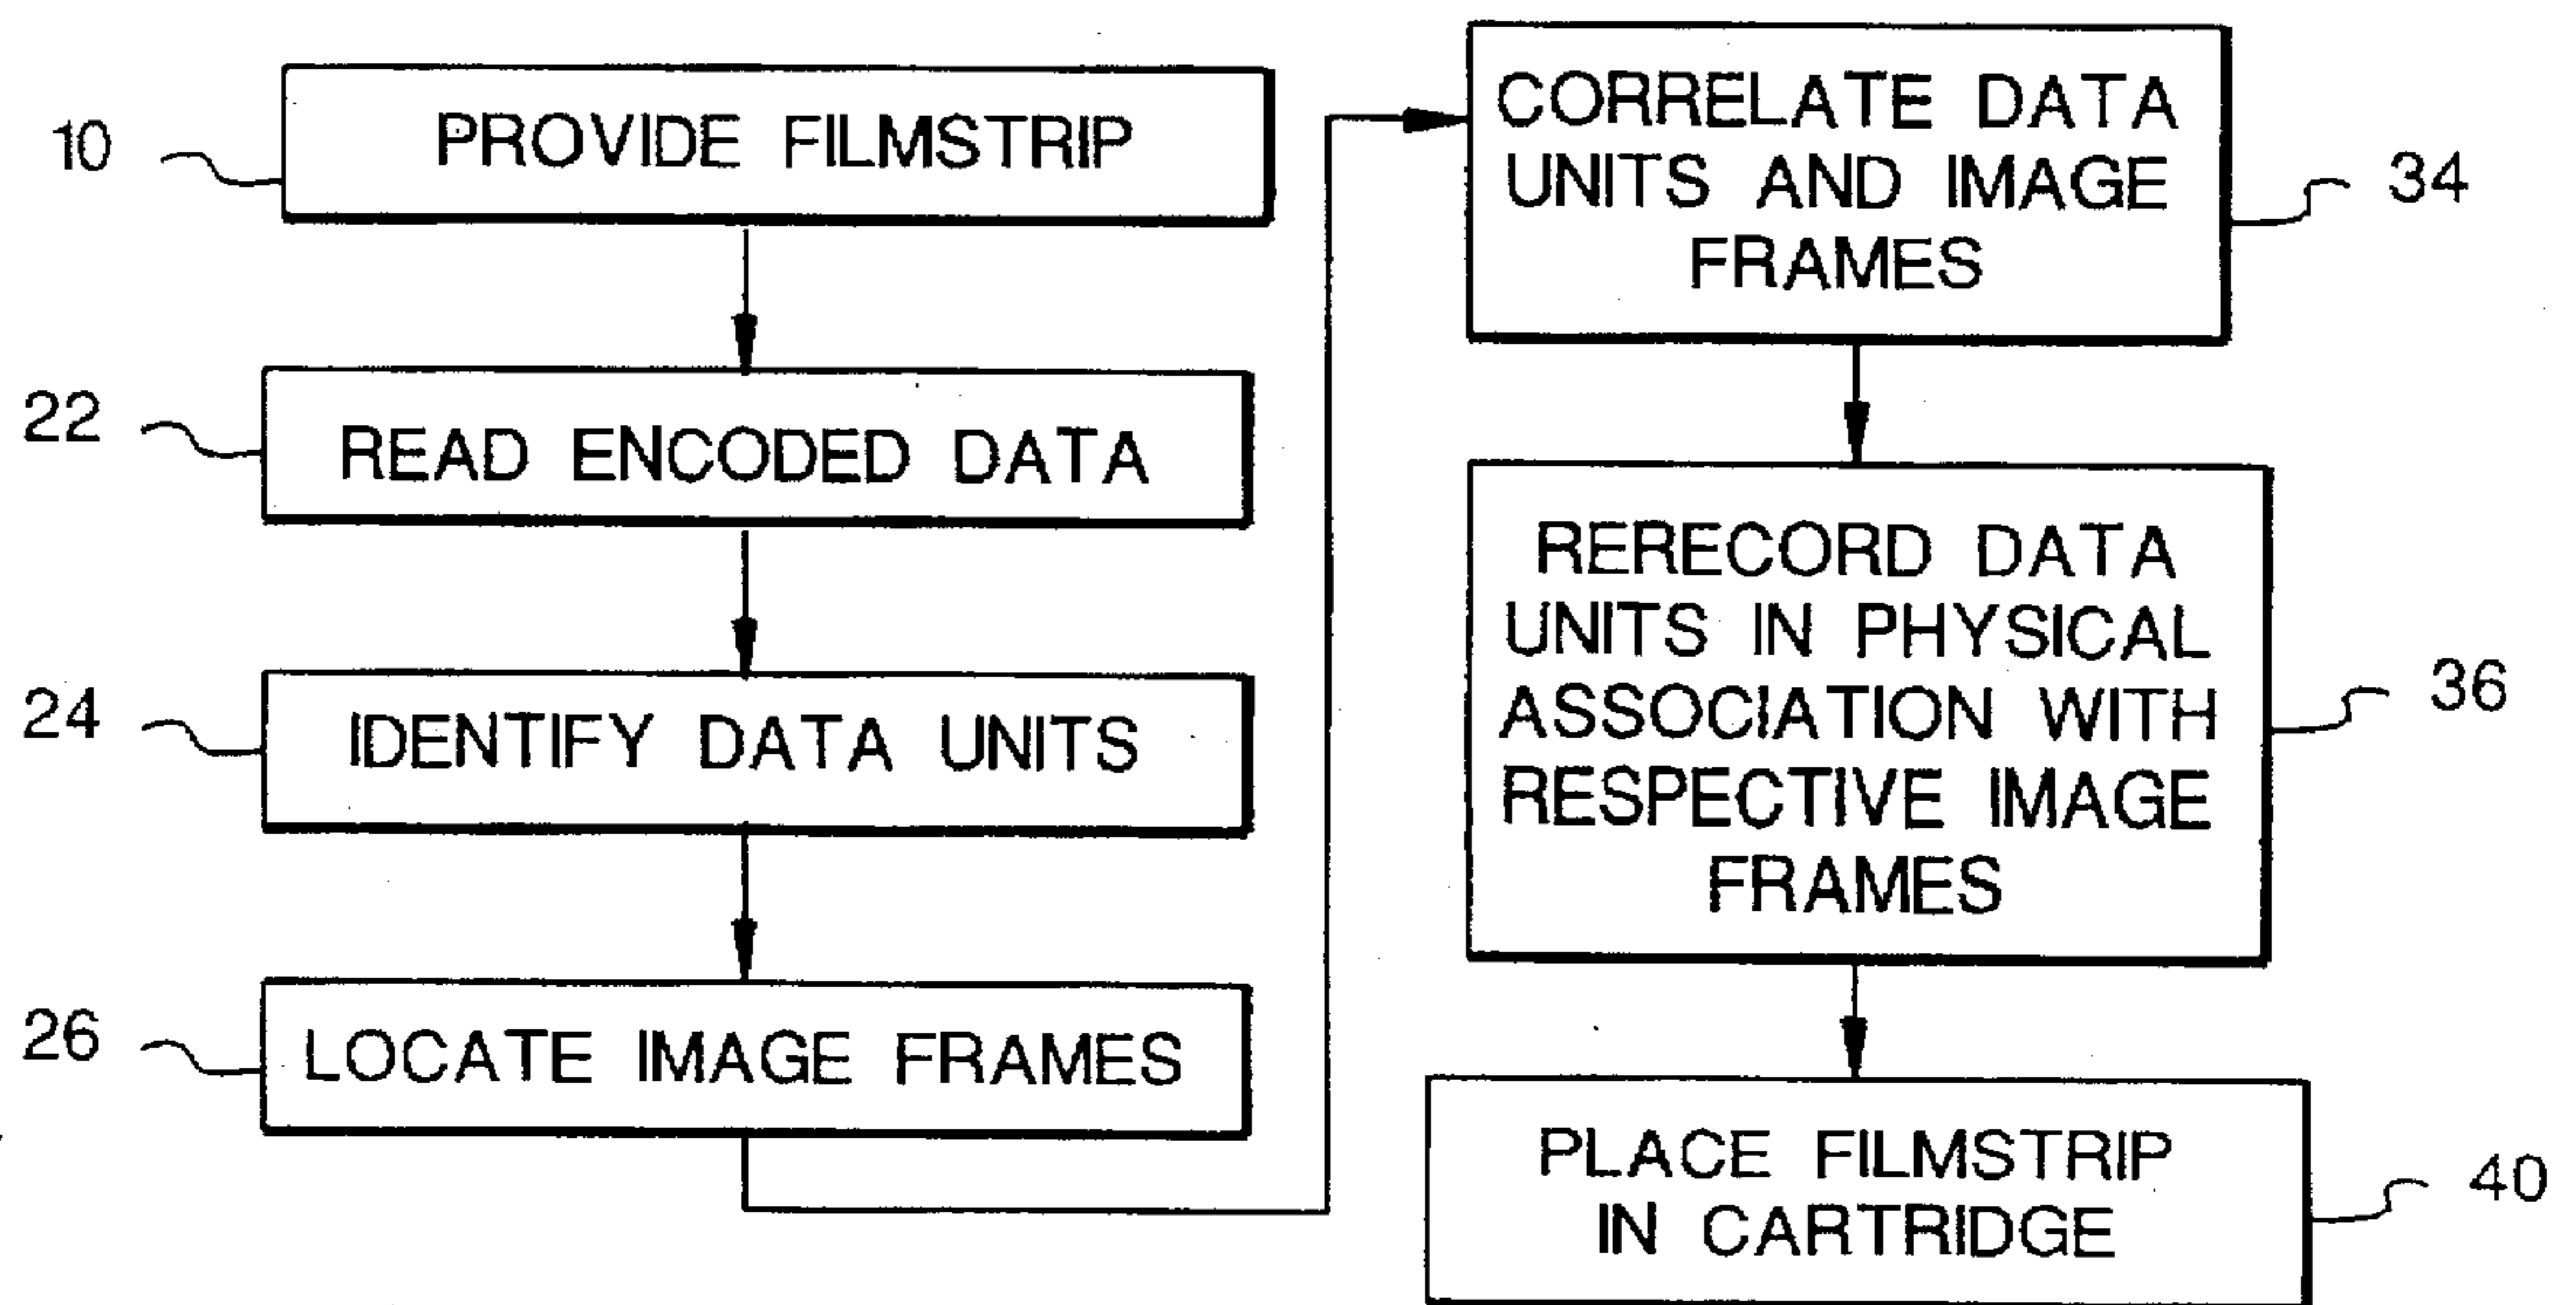 10
PROVIDE FILMSTRIP
22
READ ENCODED DATA
24
IDENTIFY DATA UNITS
26
LOCATE IMAGE FRAMES
CORRELATE DATA
UNITS AND IMAGE
FRAMES
34
RERECORD DATA
UNITS IN PHYSICAL
ASSOCIATION WITH
RESPECTIVE IMAGE
FRAMES
36
PLACE FILMSTRIP
IN CARTRIDGE
40